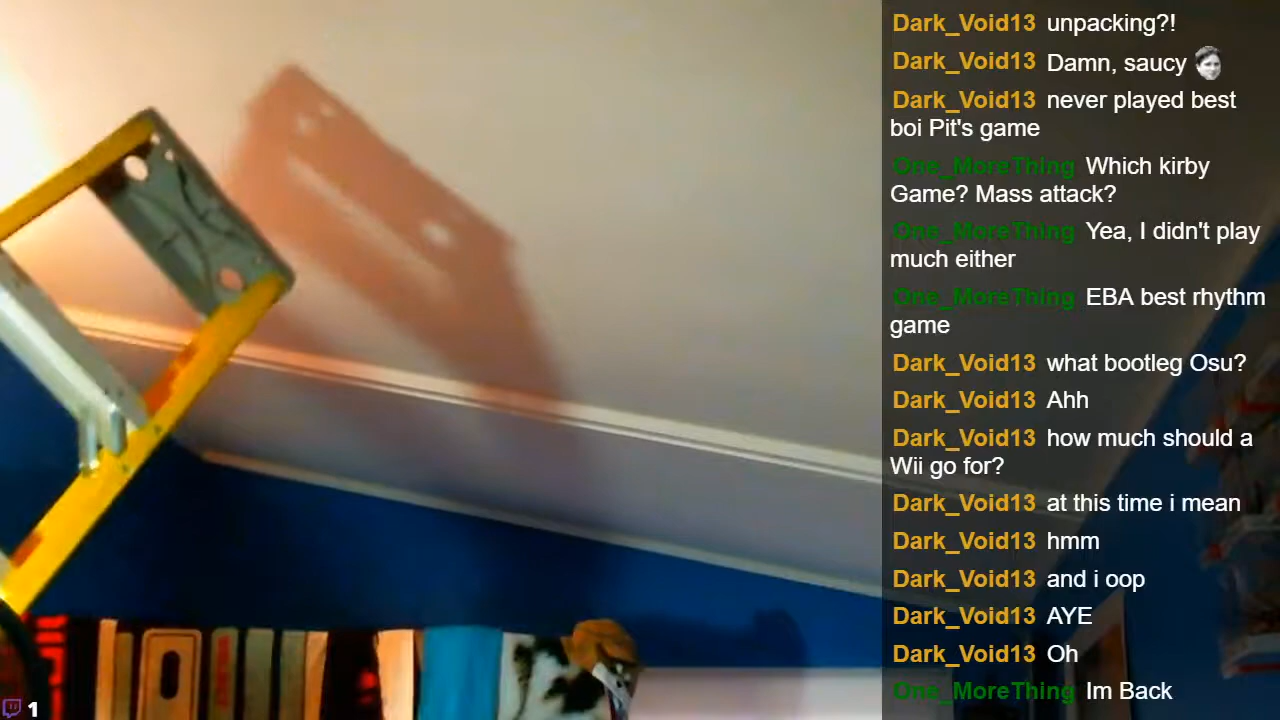 Dark_Void13 unpacking?!
Dark_Void13 Damn, saucy
Dark_Void13 never played best
boi Pit's game
One_MoreThing Which kirby
Game? Mass attack?
One_MoreThing Yea, I didn't play
much either
One_MoreThing EBA best rhythm
game
Dark_Void13 what bootleg Osu?
Dark_Void13 Ahh
Dark_Void13 how much should a
Wii go for?
Dark_Void13 at this time i mean
Dark_Void13 hmm
Dark_Void13 and i oop
Dark_Void13 AYE
Dark_Void13 Oh
One_MoreThing Im Back
1